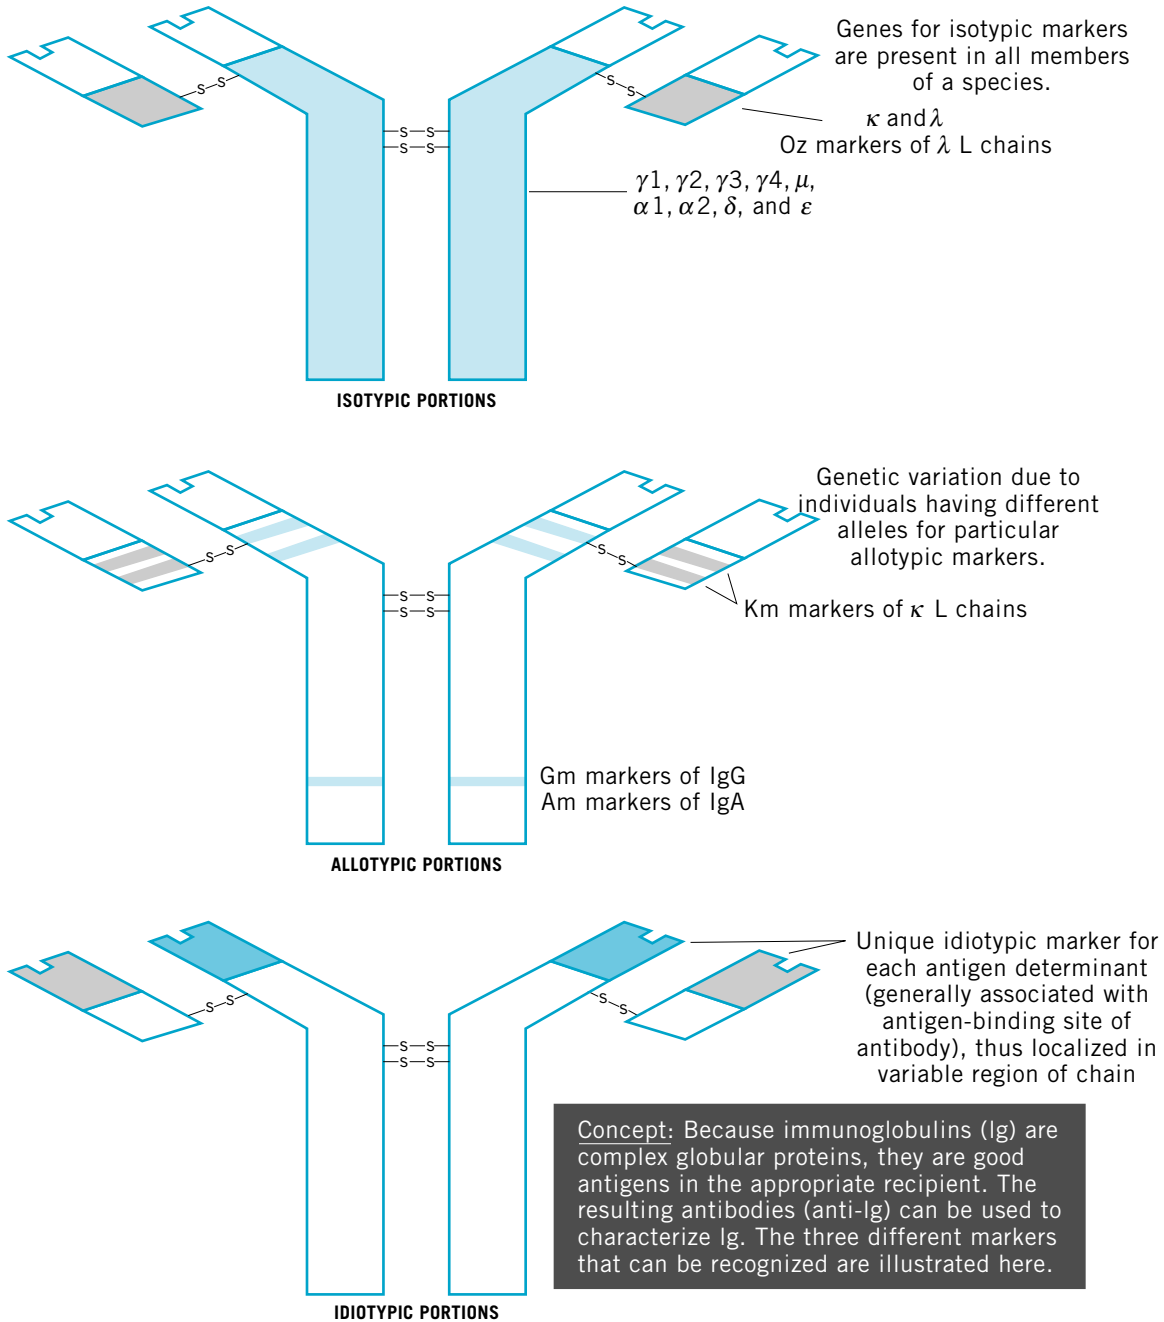 Genes for isotypic markers
are present in all members
of a species.
S S
S S
κ and λ
Oz markers of λ L chains
S S
S S
γ1, γ2, γ3, γ4, μ,
α1, α2, δ, and ε
ISOTYPIC PORTIONS
Genetic variation due to
individuals having different
alleles for particular
allotypic markers.
S S
S S
S S
S S
Km markers of κ L chains
Gm markers of IgG
Am markers of IgA
ALLOTYPIC PORTIONS
Unique idiotypic marker for
each antigen determinant
(generally associated with
antigen-binding site of
antibody), thus localized in
variable region of chain
S S
S S
S S
S S
Concept: Because immunoglobulins (Ig) are
complex globular proteins, they are good
antigens in the appropriate recipient. The
resulting antibodies (anti-Ig) can be used to
characterize Ig. The three different markers
that can be recognized are illustrated here.
IDIOTYPIC PORTIONS